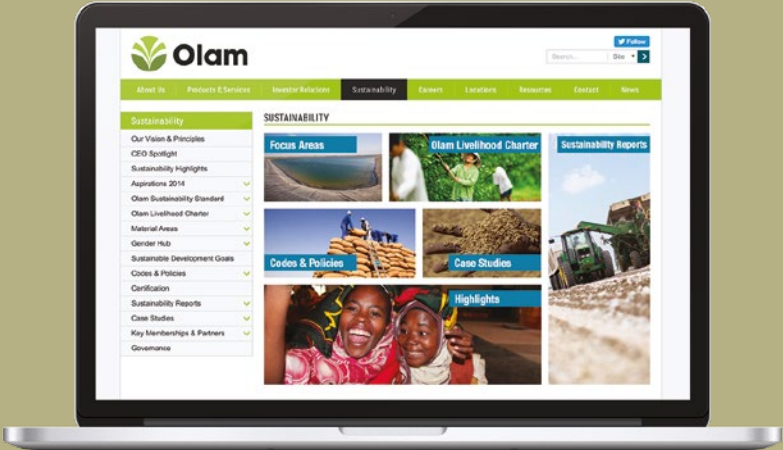 Olam
Follow
Search...
Site
About Us
Products & Services
Investor Relations
Sustainability
Careers
Locations
Resources
Contact
News
Sustainability
Our Vision & Principles
CEO Spotlight
Sustainability Highlights
Aspirations 2014
Olam Sustainability Standard
Olam Livelihood Charter
Material Areas
Gender Hub
Sustainable Development Goals
Codes & Policies
Certification
Sustainability Reports
Case Studies
Key Memberships & Partners
Governance
SUSTAINABILITY
Focus Areas
Olam Livelihood Charter
Sustainability Reports
Codes & Policies
Case Studies
Highlights